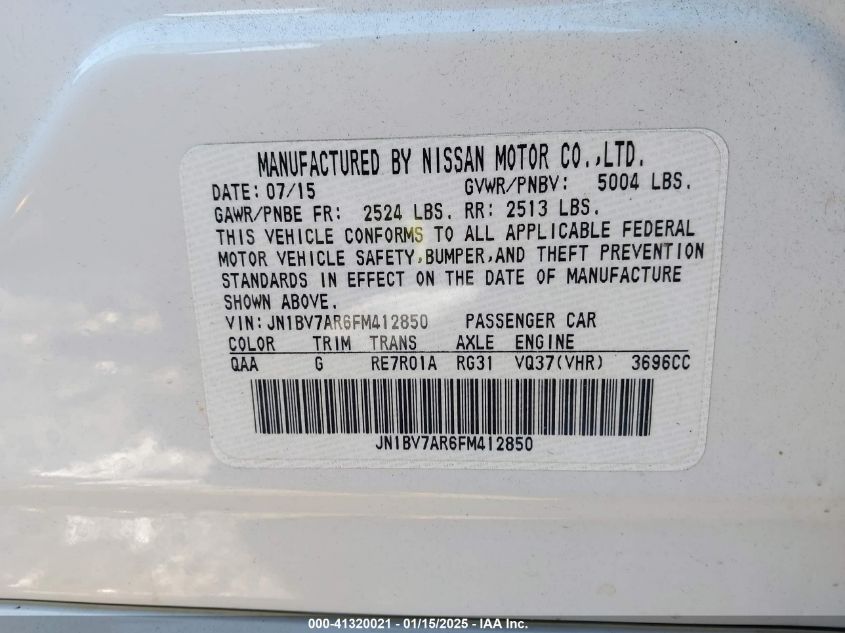 MANUFACTURED BY NISSAN MOTOR CO.,LTD.
DATE: 07/15 GVWR/PNBV: 5004 LBS.
GAWR/PNBE FR: 2524 LBS. RR: 2513 LBS.
THIS VEHICLE CONFORMS TO ALL APPLICABLE FEDERAL
MOTOR VEHICLE SAFETY,BUMPER,AND THEFT PREVENTION
STANDARDS IN EFFECT ON THE DATE OF MANUFACTURE
SHOWN ABOVE.
VIN: JN1BV7AR6FM412850 PASSENGER CAR
COLOR TRIM TRANS AXLE ENGINE
QAA G RE7R01A RG31 VQ37(VHR) 3696CC
JN1BV7AR6FM412850
000-41320021 - 01/15/2025 - IAA Inc.